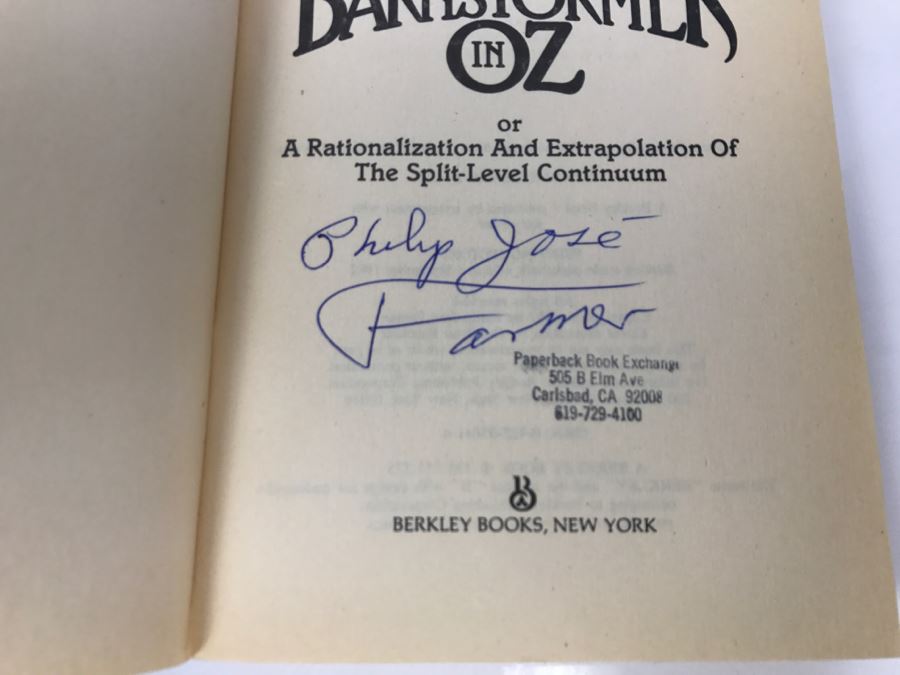 BARNSTORMER
IN
OZ
or
A Rationalization And Extrapolation Of
The Split-Level Continuum
Philip José
Farmer
Paperback Book Exchange
505 B Elm Ave
Carlsbad, CA 92008
619-729-4100
B
BERKLEY BOOKS, NEW YORK